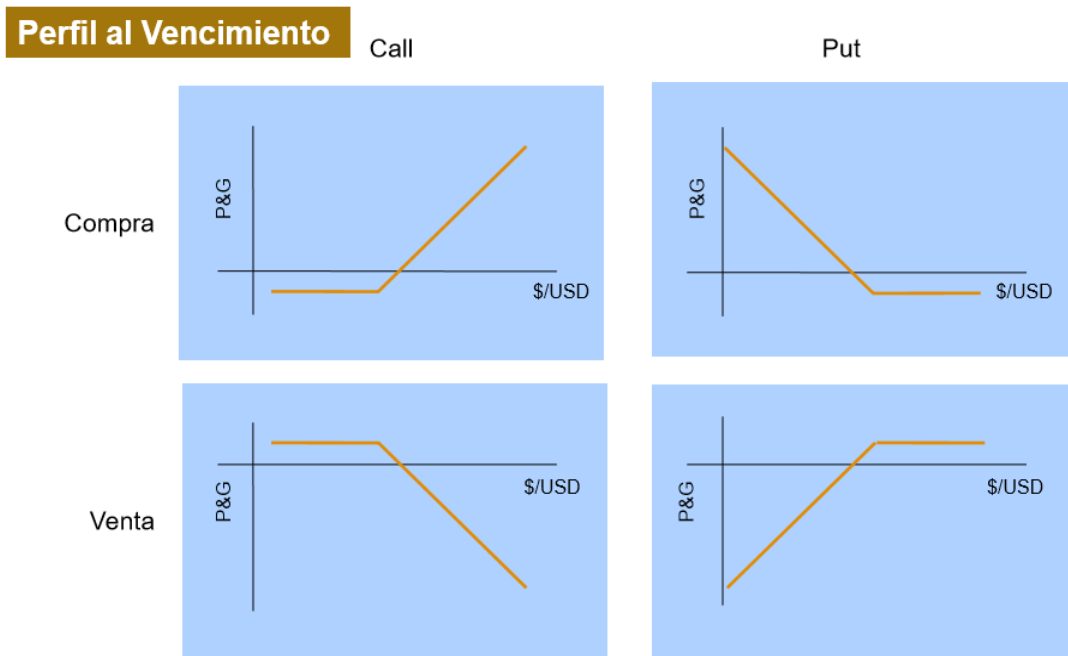 Perfil al Vencimiento
Call
Put
Compra
P&G
$/USD
P&G
$/USD
Venta
P&G
$/USD
P&G
$/USD